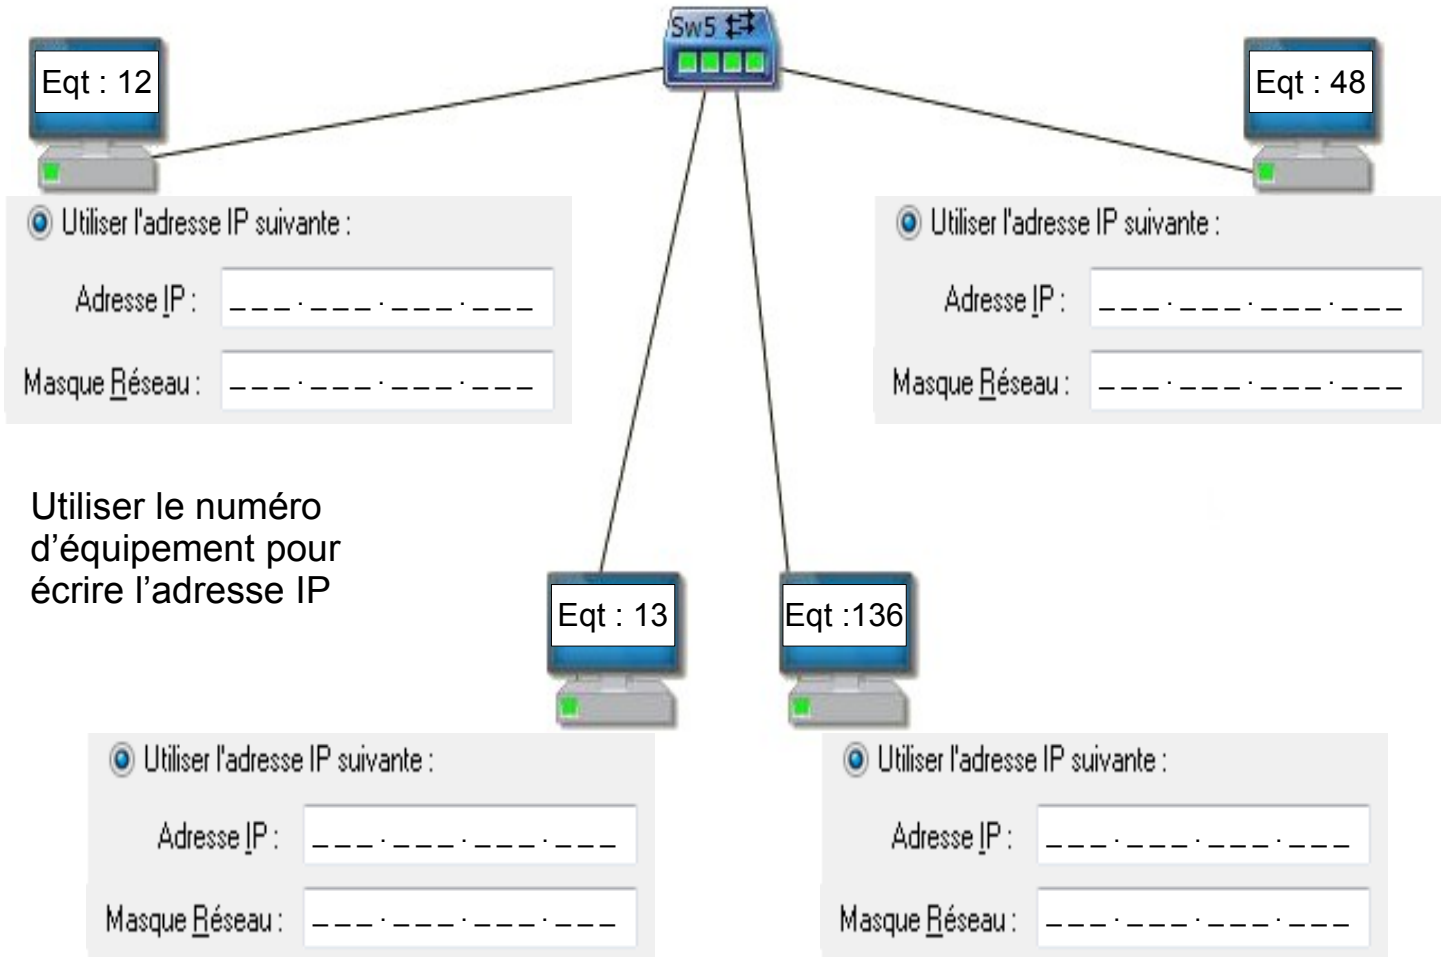 Sw5
Eqt : 12
Eqt : 48
Utiliser l'adresse IP suivante :
Adresse IP : _ _ _ . _ _ _ . _ _ _ . _ _ _
Masque Réseau : _ _ _ . _ _ _ . _ _ _ . _ _ _
Utiliser l'adresse IP suivante :
Adresse IP : _ _ _ . _ _ _ . _ _ _ . _ _ _
Masque Réseau : _ _ _ . _ _ _ . _ _ _ . _ _ _
Utiliser le numéro
d’équipement pour
écrire l’adresse IP
Eqt : 13
Eqt :136
Utiliser l'adresse IP suivante :
Adresse IP : _ _ _ . _ _ _ . _ _ _ . _ _ _
Masque Réseau : _ _ _ . _ _ _ . _ _ _ . _ _ _
Utiliser l'adresse IP suivante :
Adresse IP : _ _ _ . _ _ _ . _ _ _ . _ _ _
Masque Réseau : _ _ _ . _ _ _ . _ _ _ . _ _ _